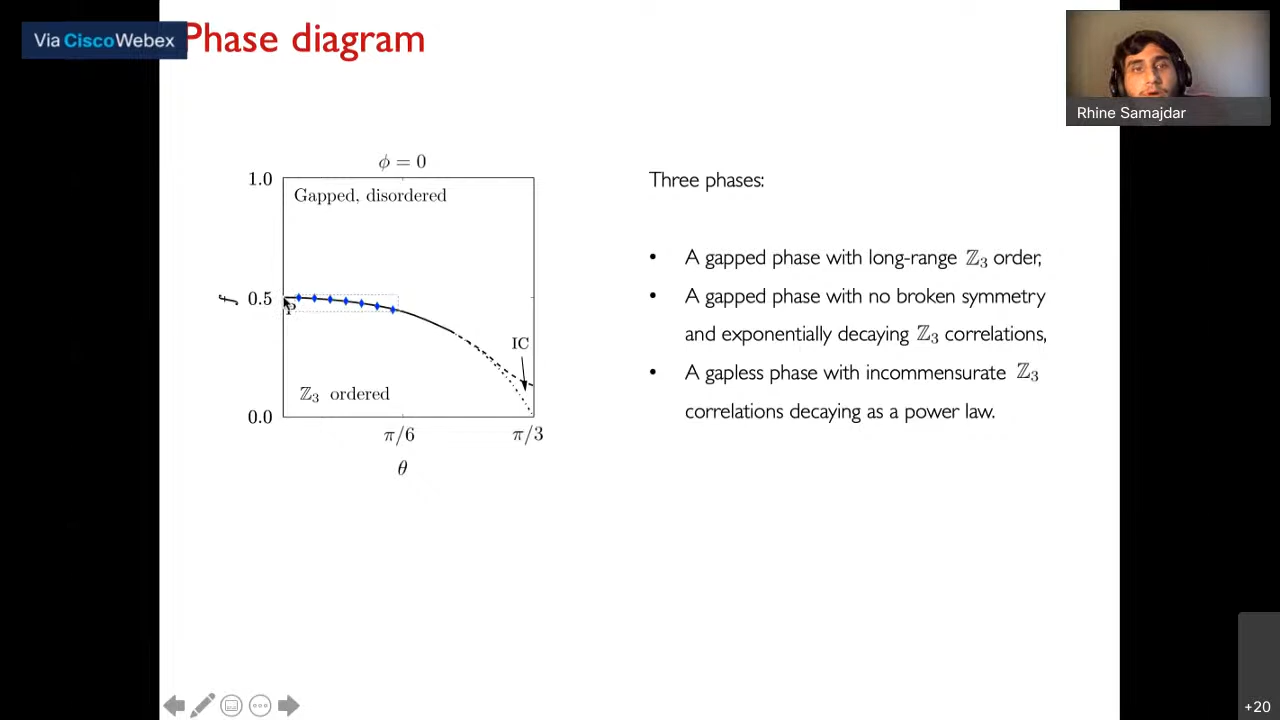 Via Cisco Webex
Phase diagram
Rhine Samajdar
ϕ = 0
1.0
Gapped, disordered
f
0.5
P
IC
ℤ₃ ordered
0.0
π/6
π/3
θ
Three phases:
• A gapped phase with long-range ℤ₃ order,
• A gapped phase with no broken symmetry
and exponentially decaying ℤ₃ correlations,
• A gapless phase with incommensurate ℤ₃
correlations decaying as a power law.
+20